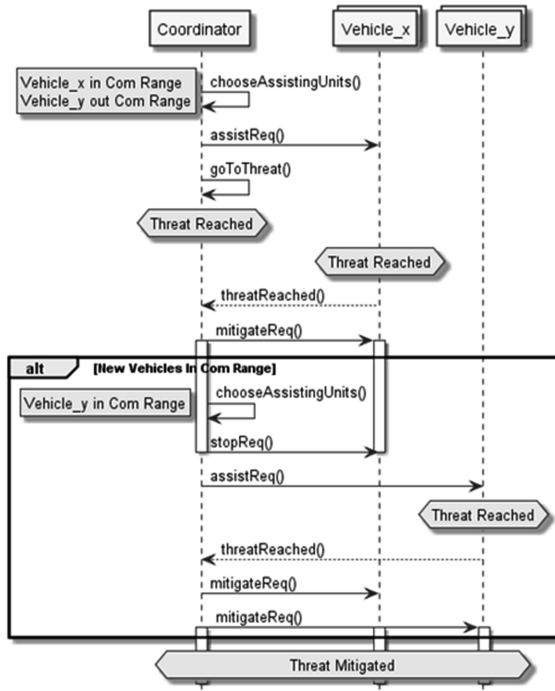 Coordinator
Vehicle_x
Vehicle_y
Vehicle_x in Com Range
Vehicle_y out Com Range
chooseAssistingUnits()
assistReq()
goToThreat()
Threat Reached
Threat Reached
threatReached()
mitigateReq()
alt
[New Vehicles In Com Range]
Vehicle_y in Com Range
chooseAssistingUnits()
stopReq()
assistReq()
Threat Reached
threatReached()
mitigateReq()
mitigateReq()
Threat Mitigated